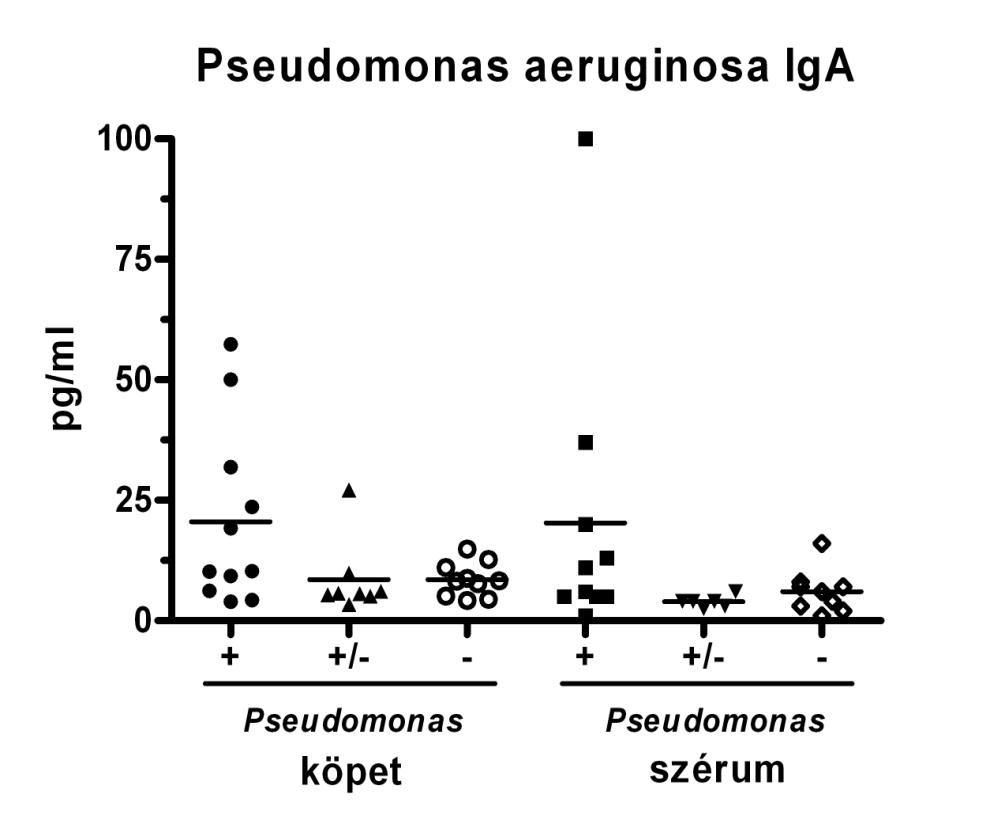 Pseudomonas aeruginosa IgA
100
75
50
25
0
pg/ml
+ +/- - + +/- -
Pseudomonas Pseudomonas
köpet szérum